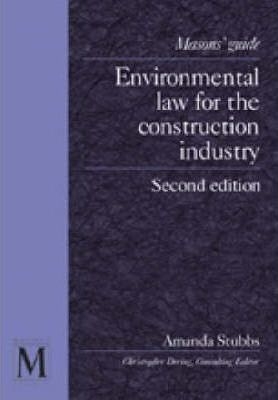 Masons' guide
Environmental
law for the
construction
industry
Second edition
Amanda Stubbs
Christopher Dering, Consulting Editor
M